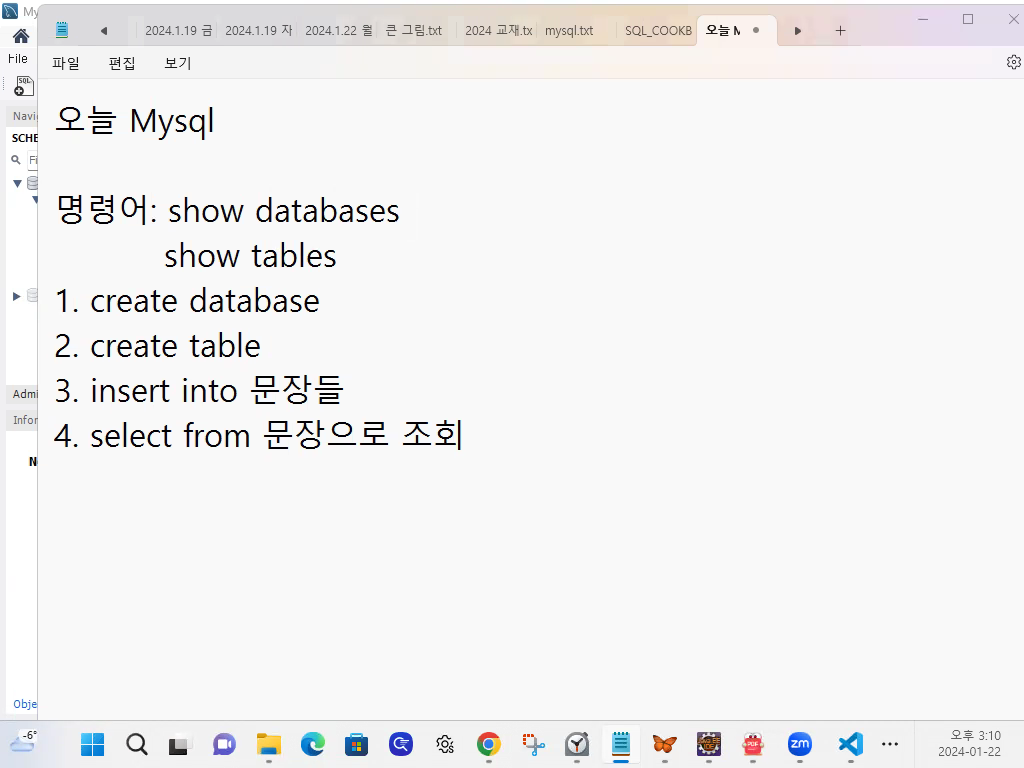 My
2024.1.19 금
2024.1.19 자
2024.1.22 월
큰 그림.txt
2024 교재.tx
mysql.txt
SQL_COOKB
오늘 M
File
파일 편집 보기
Navi
SCHE
Fi
오늘 Mysql
명령어: show databases
show tables
1. create database
2. create table
3. insert into 문장들
4. select from 문장으로 조회
Admi
Infor
N
Obje
-6°
오후 3:10
2024-01-22